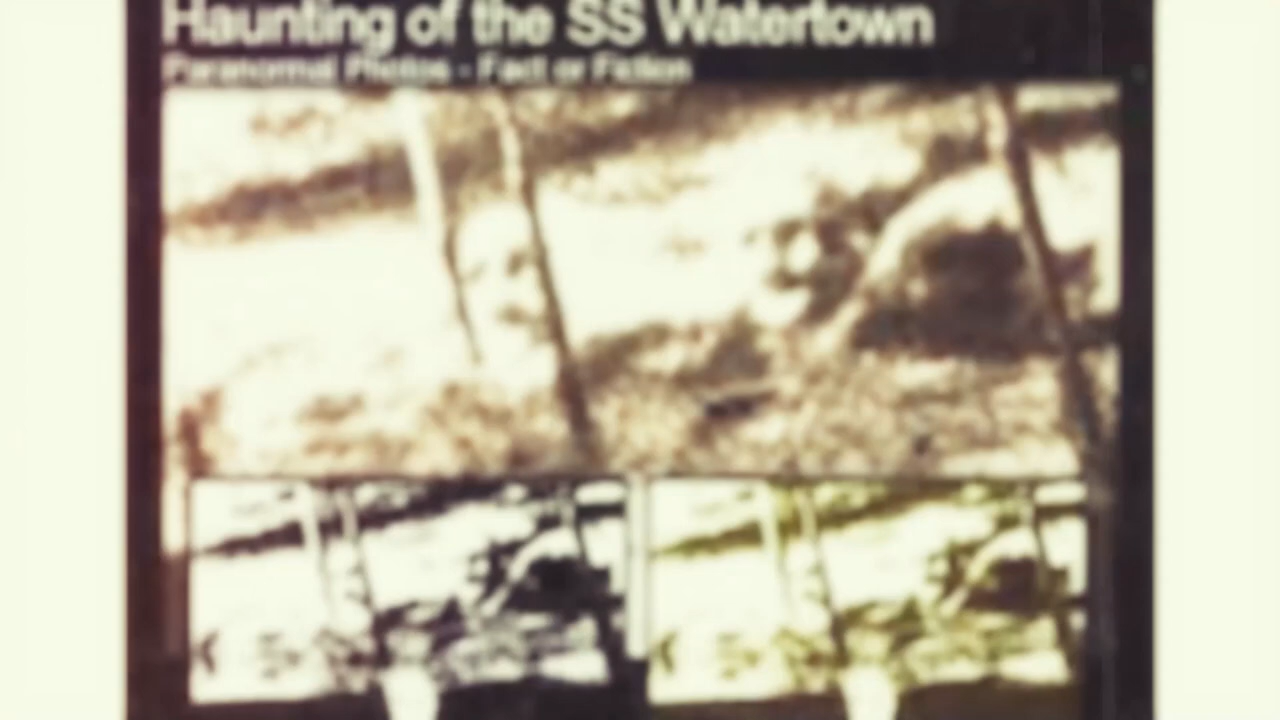 Haunting of the SS Watertown
Paranormal Photos - Fact or Fiction